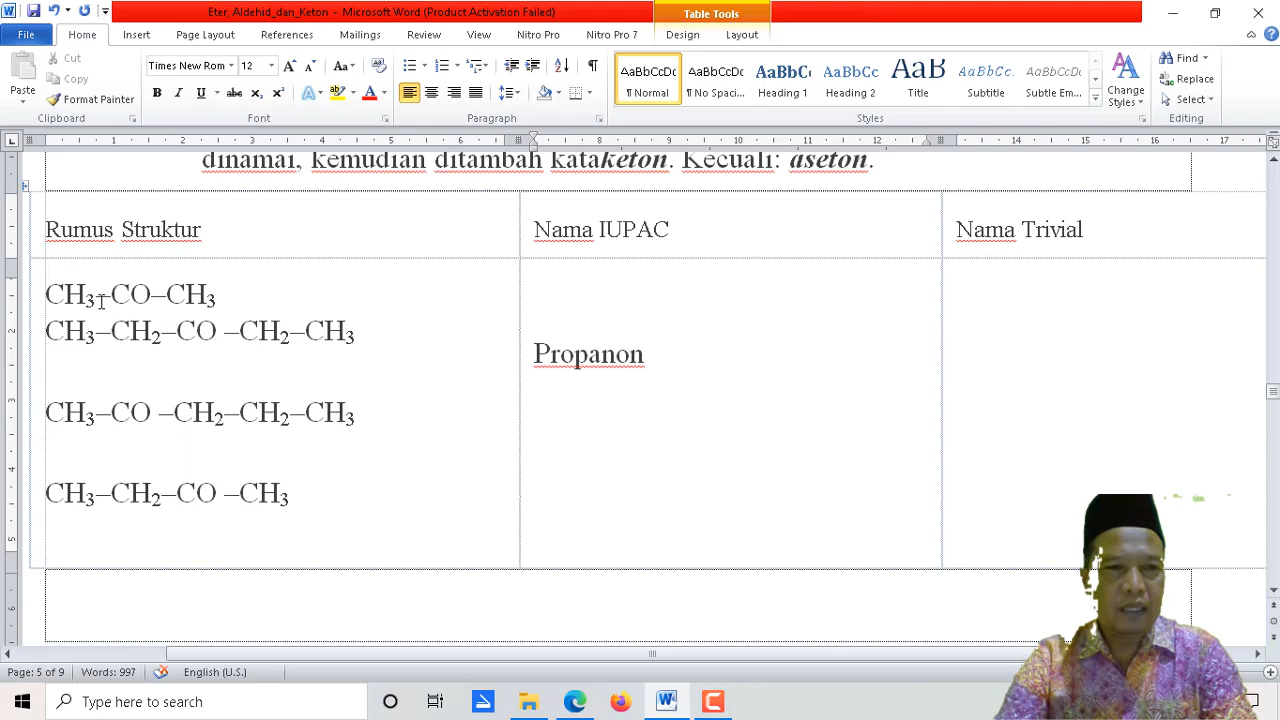 Eter, Aldehid_dan_Keton - Microsoft Word (Product Activation Failed)
Table Tools
File Home Insert Page Layout References Mailings Review View Nitro Pro Nitro Pro 7 Design Layout
Cut
Copy
Format Painter
Paste
Clipboard
Times New Rom 12
Font
Paragraph
AaBbCcDc AaBbCcDc AaBbC AaBbCc AaB AaBbCc. AaBbCcDc
¶ Normal ¶ No Spaci... Heading 1 Heading 2 Title Subtitle Subtle Em...
Change Styles
Styles
Find
Replace
Select
Editing
dinamai, kemudian ditambah kataketon. Kecuali: aseton.
Rumus Struktur Nama IUPAC Nama Trivial
CH₃–CO–CH₃
CH₃–CH₂–CO –CH₂–CH₃
Propanon
CH₃–CO –CH₂–CH₂–CH₃
CH₃–CH₂–CO –CH₃
Page: 5 of 9 Words: 997 English (U.S.)
Type here to search